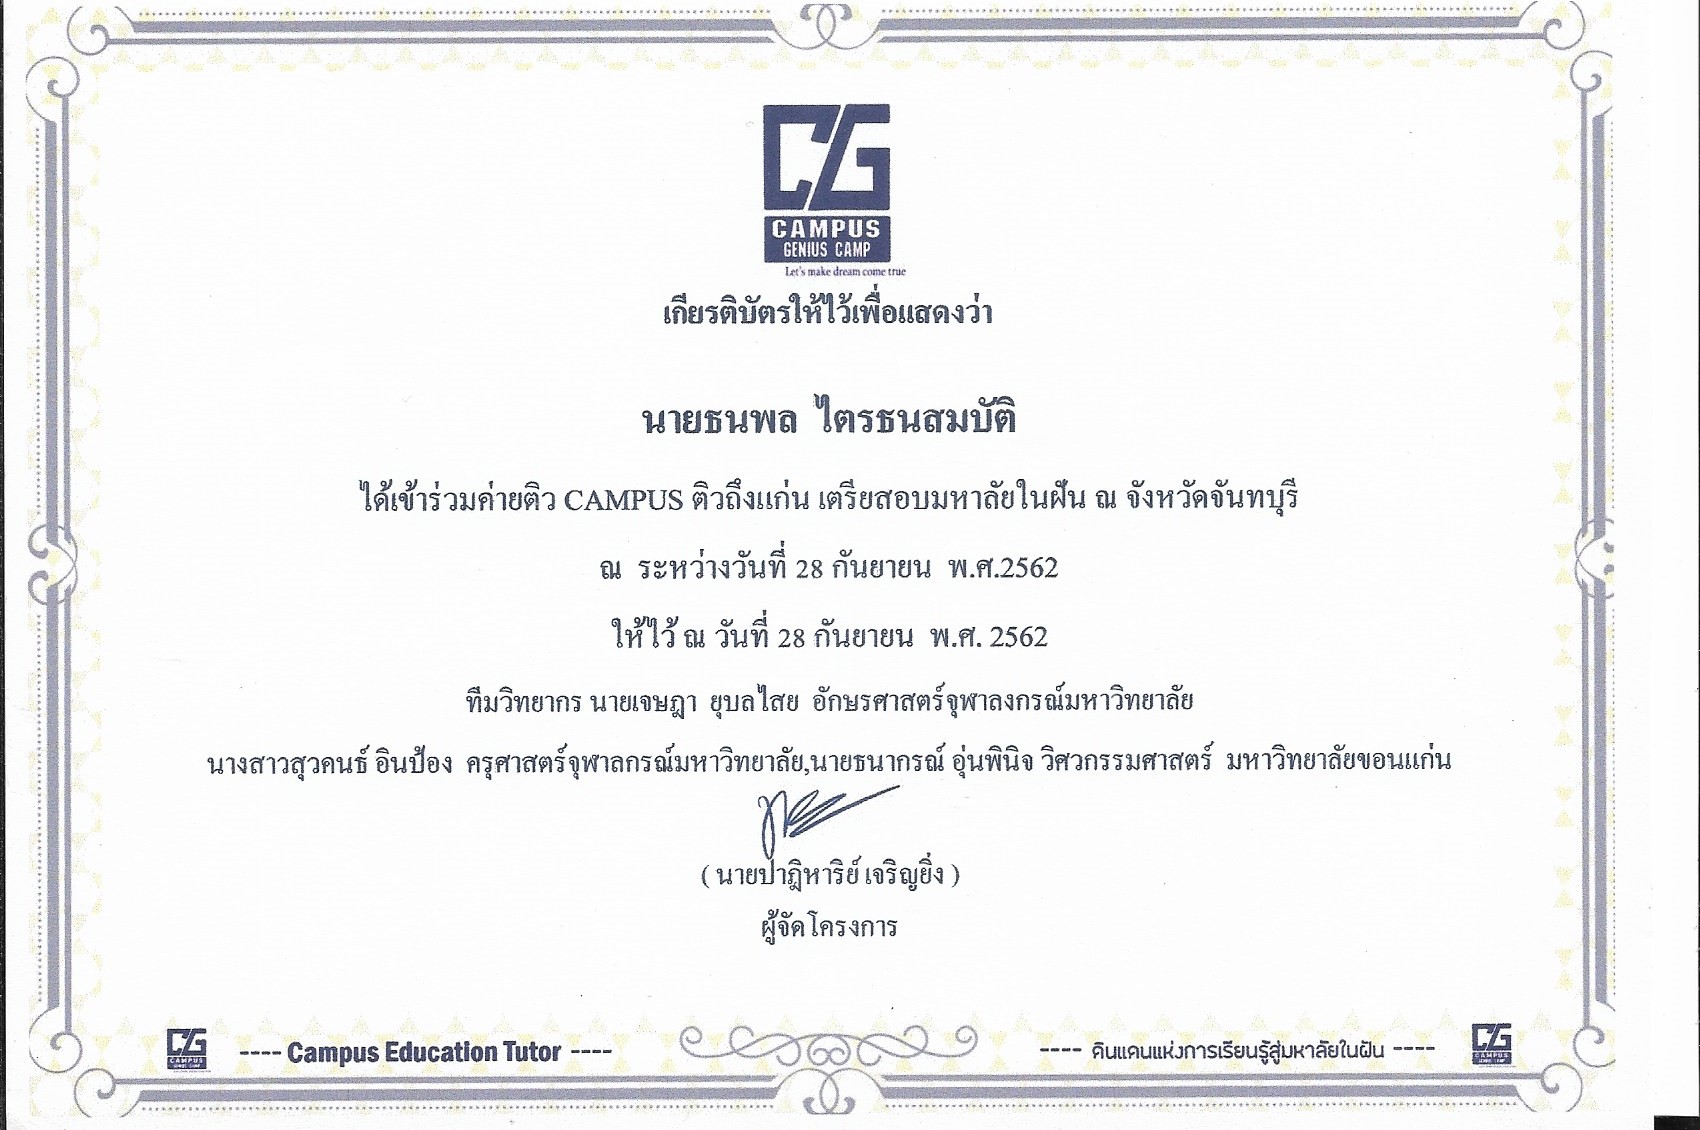 CG
CAMPUS
GENIUS CAMP
Let's make dream come true
เกียรติบัตรให้ไว้เพื่อแสดงว่า
นายธนพล ไตรธนสมบัติ
ได้เข้าร่วมค่ายติว CAMPUS ติวถึงแก่น เตรียสอบมหาลัยในฝัน ณ จังหวัดจันทบุรี
ณ ระหว่างวันที่ 28 กันยายน พ.ศ.2562
ให้ไว้ ณ วันที่ 28 กันยายน พ.ศ. 2562
ทีมวิทยากร นายเจษฎา ยุบลไสย อักษรศาสตร์จุฬาลงกรณ์มหาวิทยาลัย
นางสาวสุวคนธ์ อินป้อง ครุศาสตร์จุฬาลกรณ์มหาวิทยาลัย,นายธนากรณ์ อุ่นพินิจ วิศวกรรมศาสตร์ มหาวิทยาลัยขอนแก่น
( นายปาฏิหาริย์ เจริญยิ่ง )
ผู้จัดโครงการ
CG CAMPUS GENIUS CAMP ---- Campus Education Tutor ---- ---- ดินแดนแห่งการเรียนรู้สู่มหาลัยในฝัน ---- CG CAMPUS GENIUS CAMP